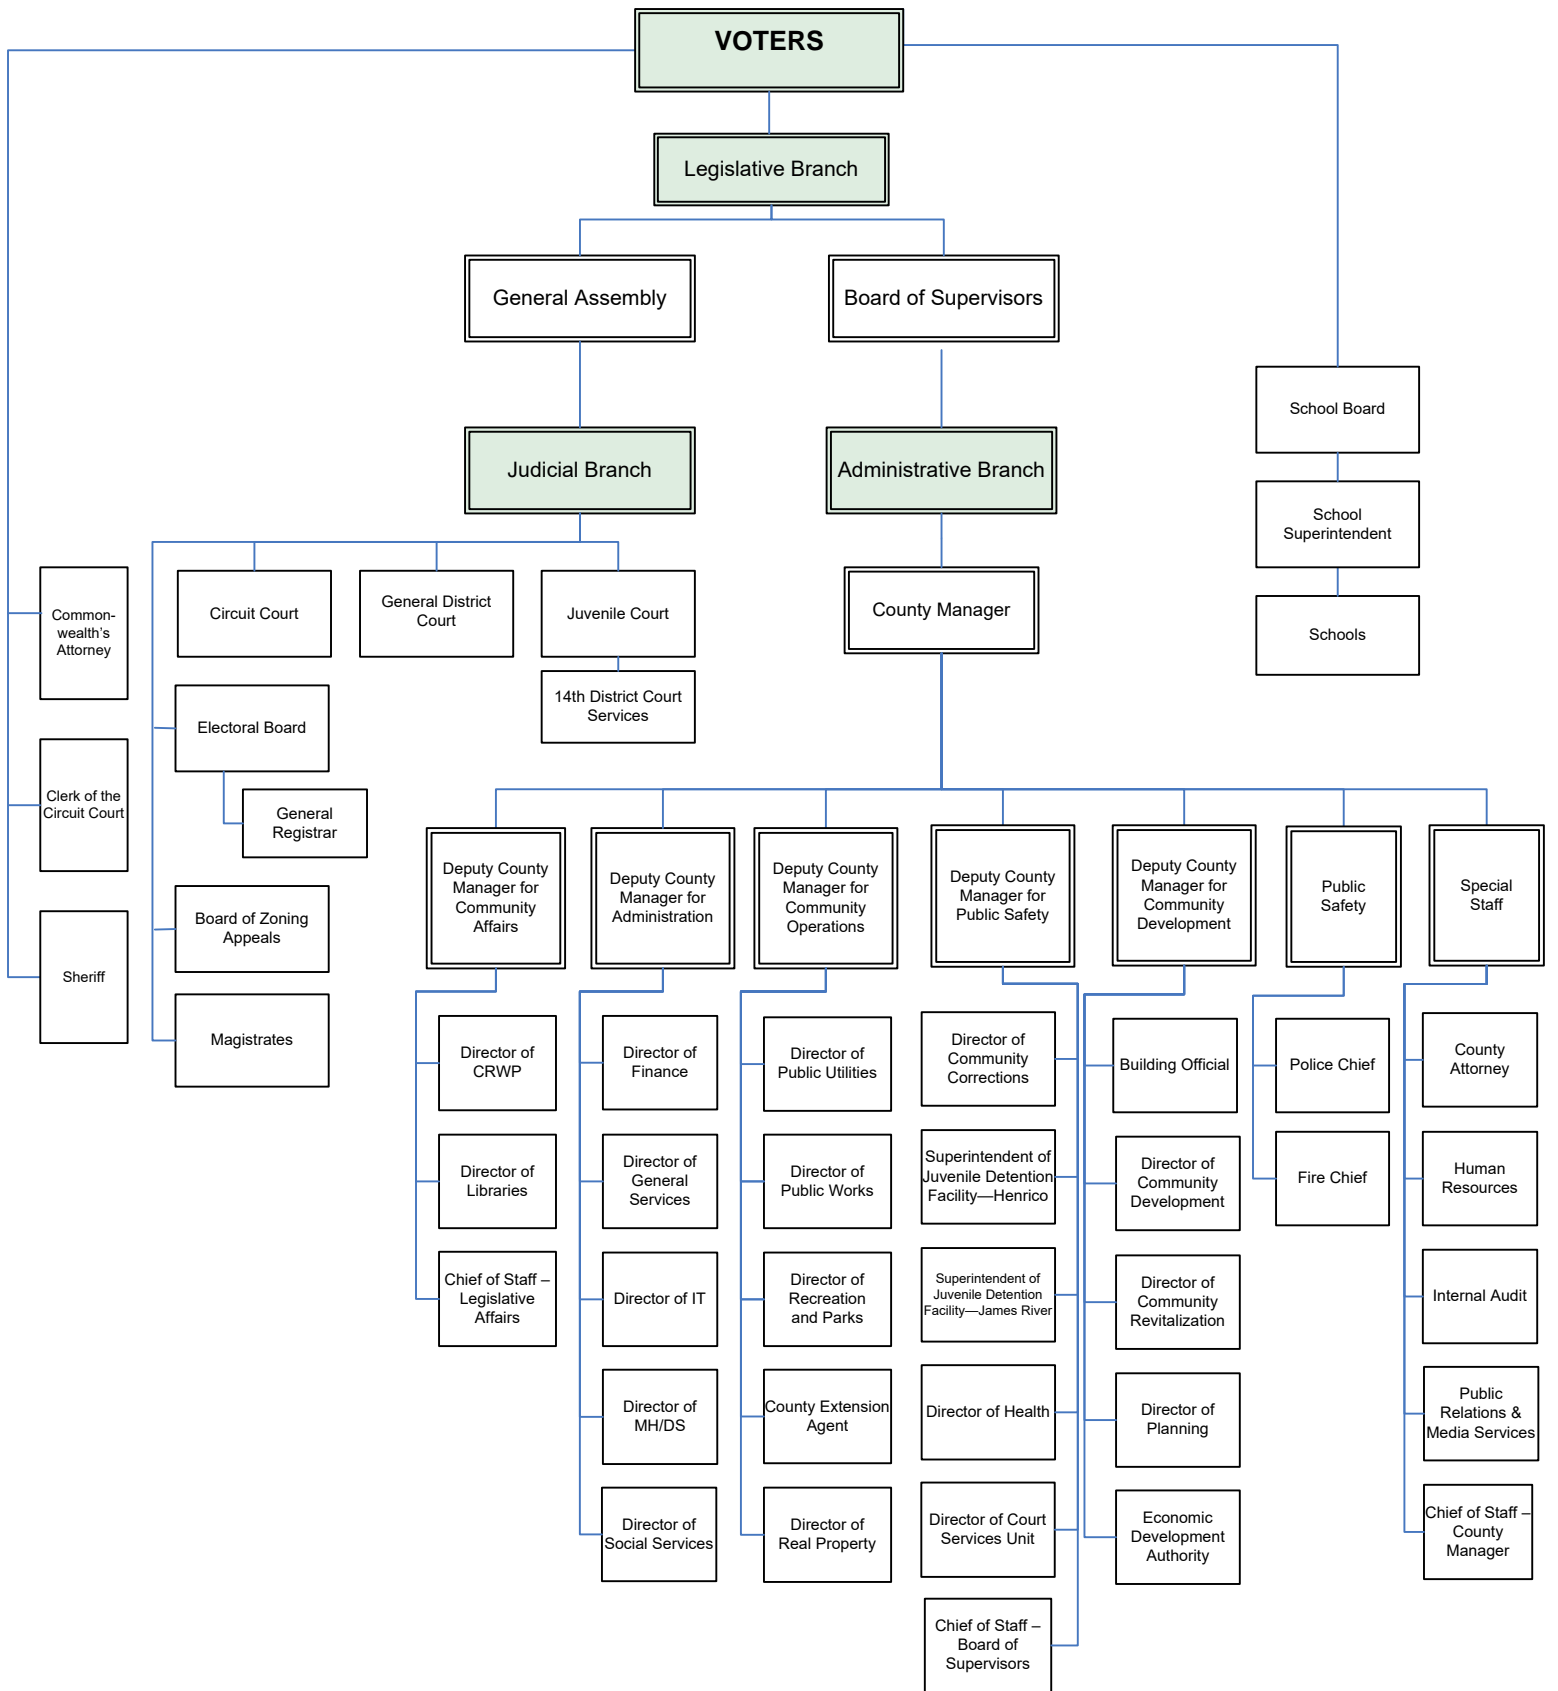 VOTERS
Legislative Branch
General Assembly
Board of Supervisors
School Board
Judicial Branch
Administrative Branch
School
Superintendent
Common-
wealth’s
Attorney
Circuit Court
General District
Court
Juvenile Court
County Manager
Schools
14th District Court
Services
Electoral Board
Clerk of the
Circuit Court
General
Registrar
Board of Zoning
Appeals
Sheriff
Magistrates
Deputy County
Manager for
Community
Affairs
Deputy County
Manager for
Administration
Deputy County
Manager for
Community
Operations
Deputy County
Manager for
Public Safety
Deputy County
Manager for
Community
Development
Public
Safety
Special
Staff
Director of
CRWP
Director of
Libraries
Chief of Staff –
Legislative
Affairs
Director of
Finance
Director of
General
Services
Director of IT
Director of
MH/DS
Director of
Social Services
Director of
Public Utilities
Director of
Public Works
Director of
Recreation
and Parks
County Extension
Agent
Director of
Real Property
Director of
Community
Corrections
Superintendent of
Juvenile Detention
Facility—Henrico
Superintendent of
Juvenile Detention
Facility—James River
Director of Health
Director of Court
Services Unit
Chief of Staff –
Board of
Supervisors
Building Official
Director of
Community
Development
Director of
Community
Revitalization
Director of
Planning
Economic
Development
Authority
Police Chief
Fire Chief
County
Attorney
Human
Resources
Internal Audit
Public
Relations &
Media Services
Chief of Staff –
County
Manager